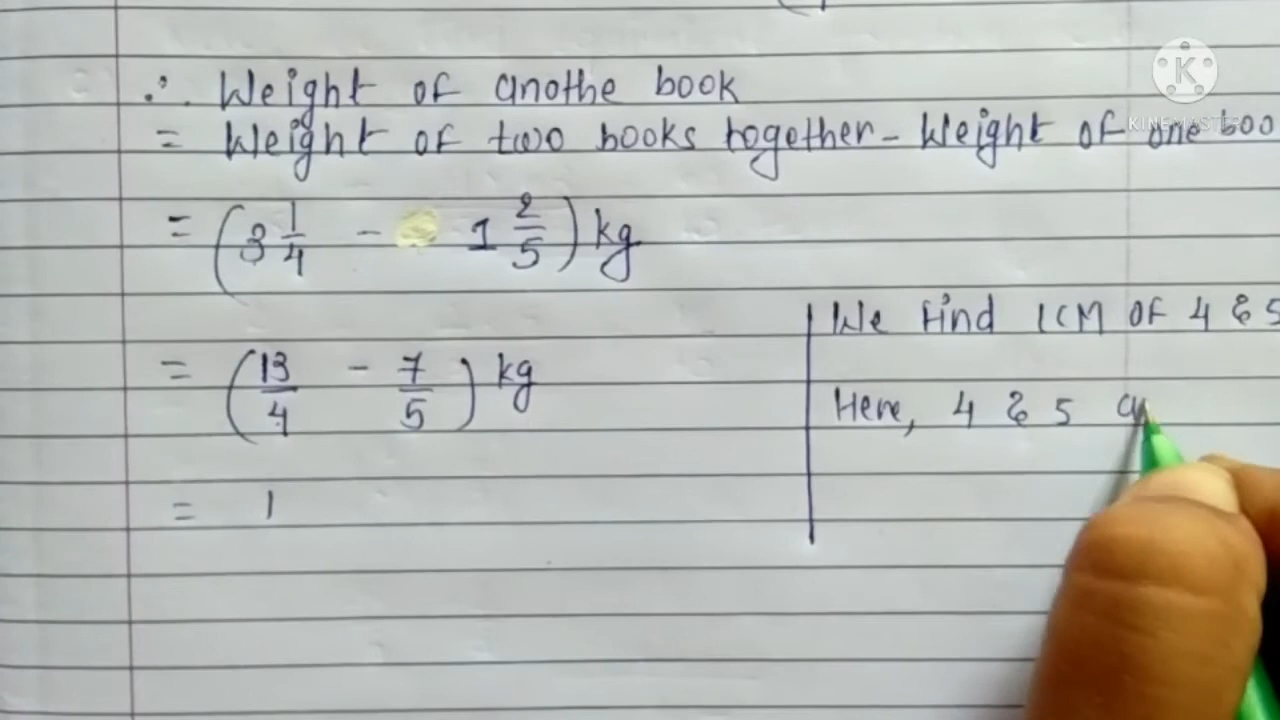 ∴ Weight of anothe book
= Weight of two books together - Weight of one boo
= (3 1/4 - 1 2/5) kg
= (13/4 - 7/5) kg
= 1
We Find LCM OF 4 & 5
Here, 4 & 5 a
K
KINEMASTER